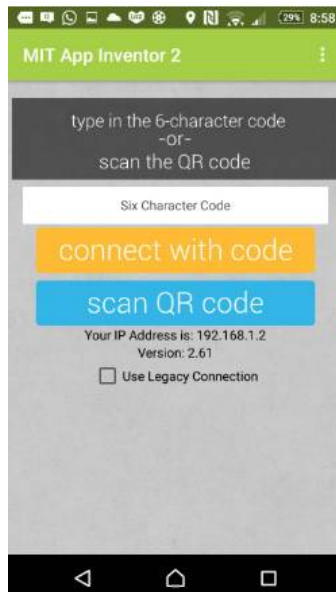 29% 8:58
MIT App Inventor 2
type in the 6-character code
-or-
scan the QR code
Six Character Code
connect with code
scan QR code
Your IP Address is: 192.168.1.2
Version: 2.61
Use Legacy Connection